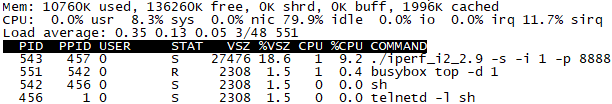 Mem: 10760K used, 136260K free, 0K shrd, 0K buff, 1996K cached
CPU: 0.0% usr 8.3% sys 0.0% nic 79.9% idle 0.0% io 0.0% irq 11.7% sirq
Load average: 0.35 0.13 0.05 3/48 551
PID PPID USER STAT VSZ %VSZ CPU %CPU COMMAND
543 457 0 S 27476 18.6 1 9.2 ./iperf_i2_2.9 -s -i 1 -p 8888
551 542 0 R 2308 1.5 1 0.4 busybox top -d 1
542 456 0 S 2308 1.5 0 0.0 sh
456 1 0 S 2308 1.5 1 0.0 telnetd -l sh